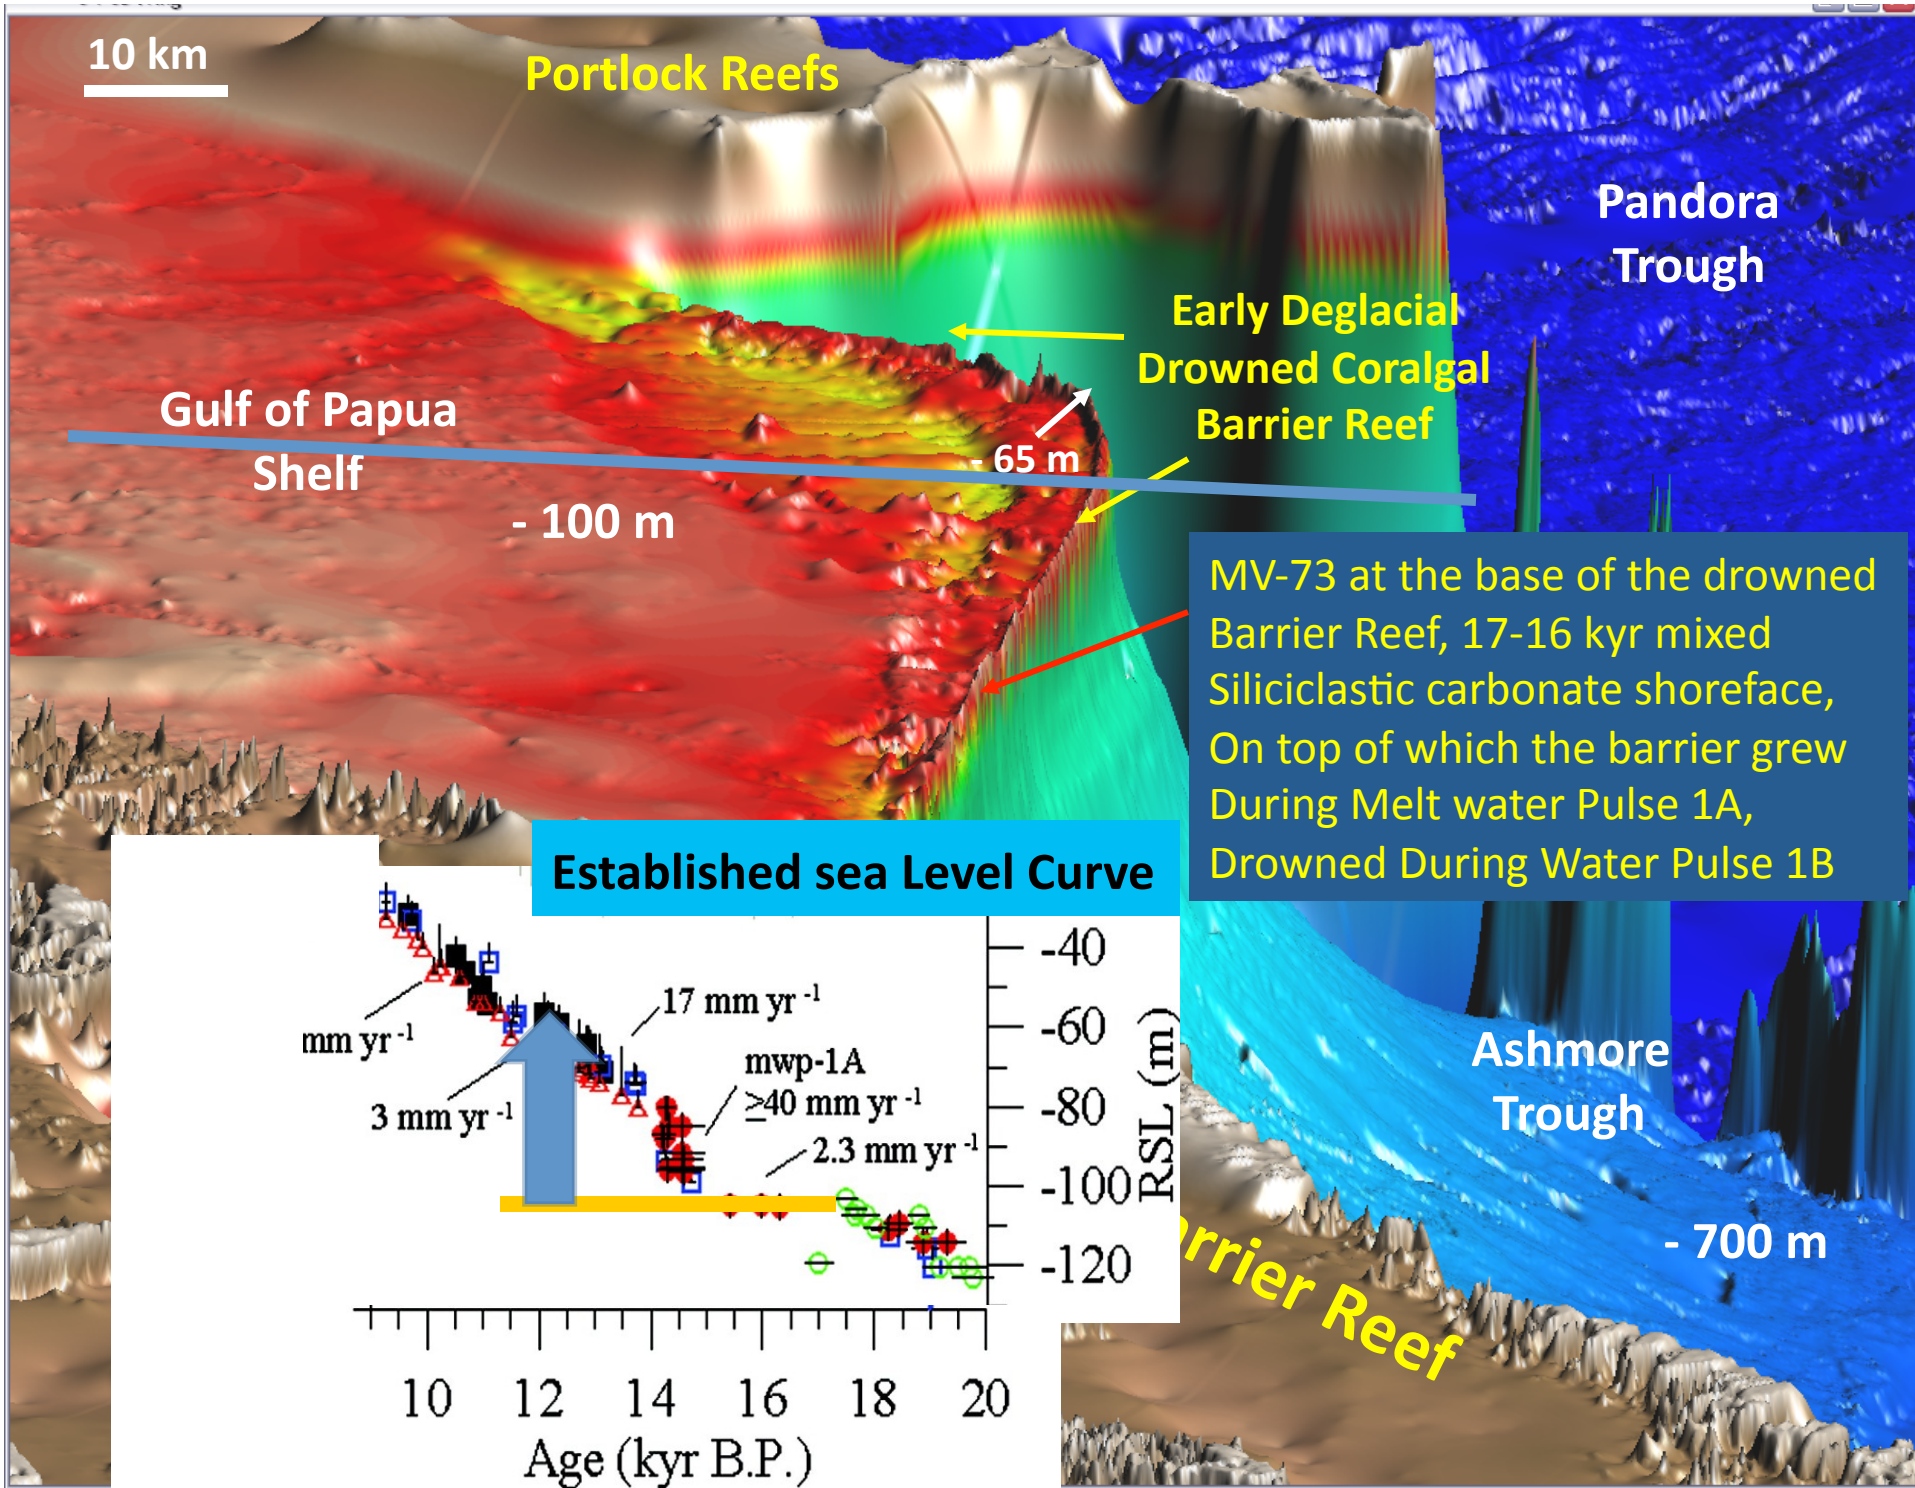 10 km
Portlock Reefs
Pandora
Trough
Early Deglacial
Drowned Coralgal
Barrier Reef
Gulf of Papua
Shelf
- 65 m
- 100 m
MV-73 at the base of the drowned
Barrier Reef, 17-16 kyr mixed
Siliciclastic carbonate shoreface,
On top of which the barrier grew
During Melt water Pulse 1A,
Drowned During Water Pulse 1B
Established sea Level Curve
-40
-60
-80
-100
-120
RSL (m)
17 mm yr -1
mm yr -1
mwp-1A
≥40 mm yr -1
3 mm yr -1
2.3 mm yr -1
10 12 14 16 18 20
Age (kyr B.P.)
Ashmore
Trough
- 700 m
arrier Reef